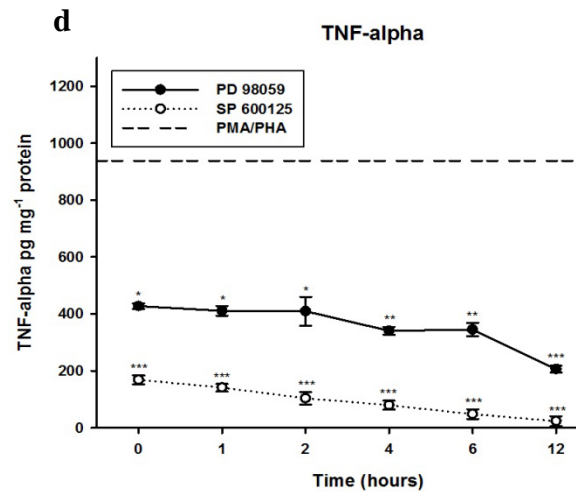 d
TNF-alpha
PD 98059
SP 600125
PMA/PHA
TNF-alpha pg mg⁻¹ protein
1200
1000
800
600
400
200
0
* * * ** ** ***
*** *** *** *** *** ***
0 1 2 4 6 12
Time (hours)